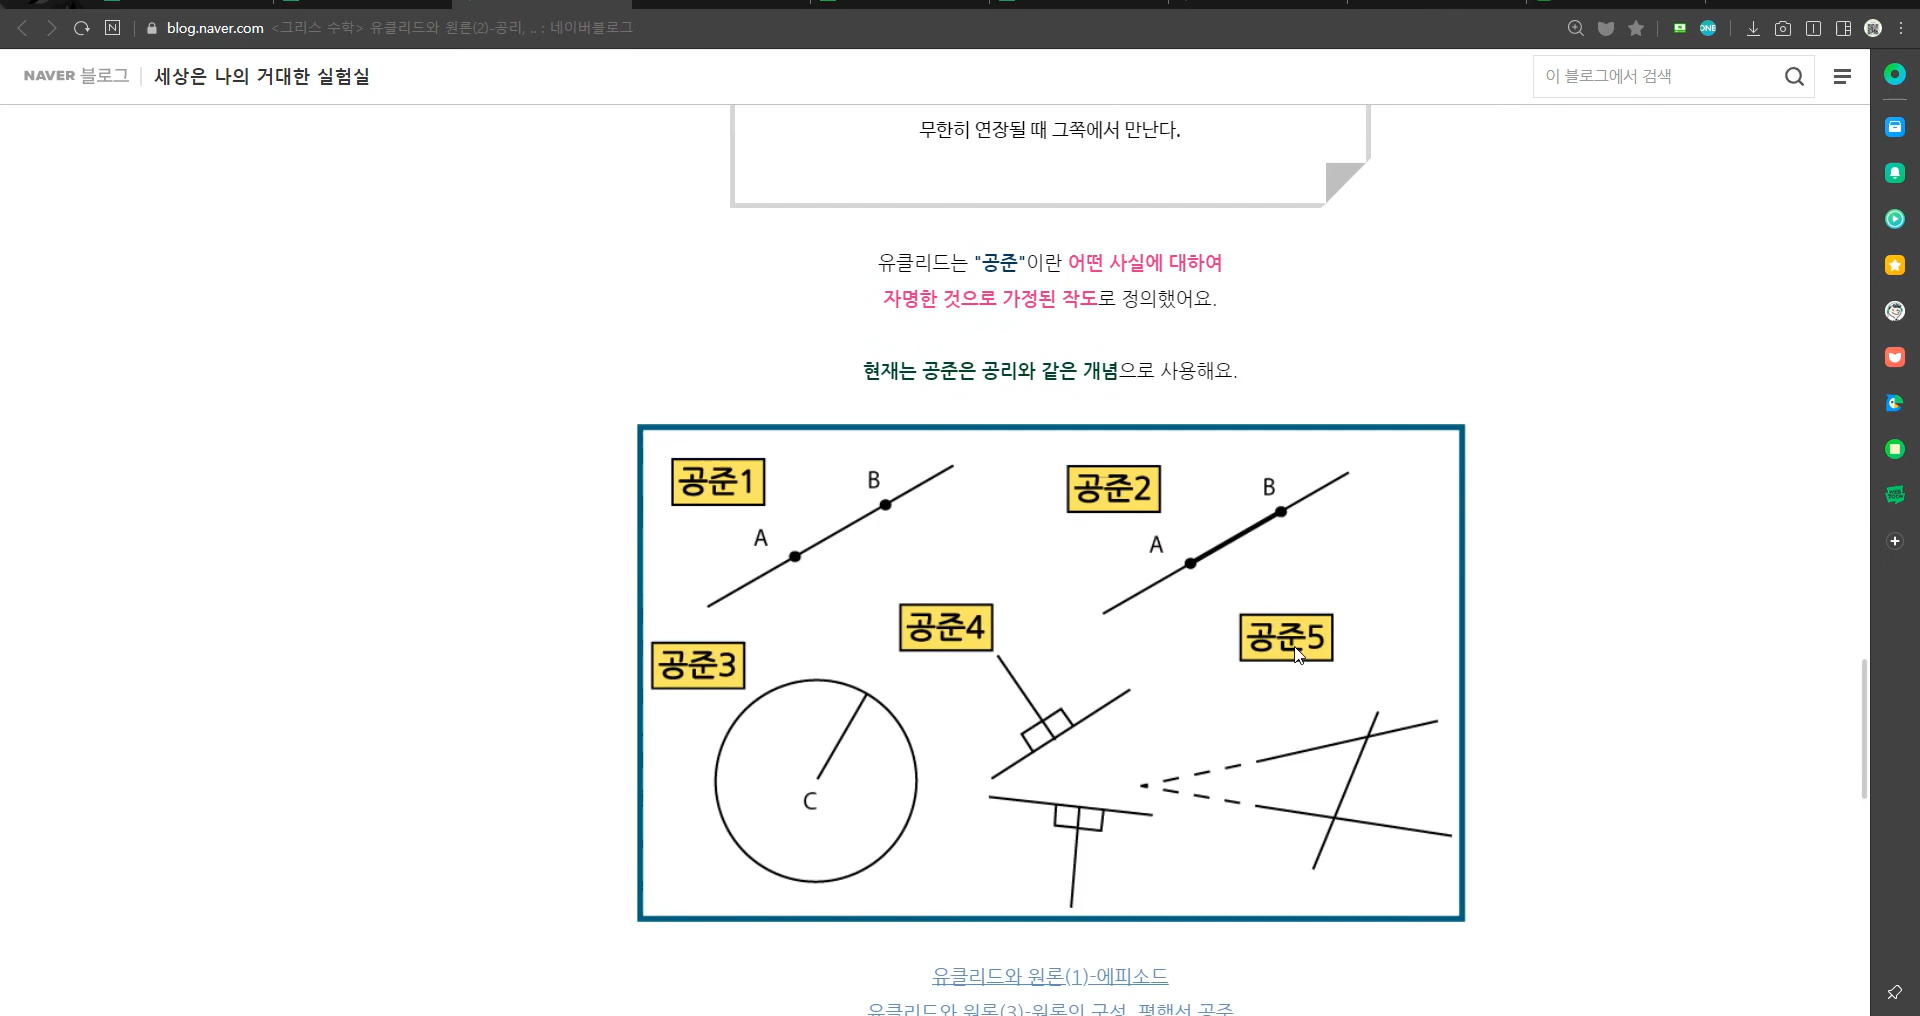 blog.naver.com <그리스 수학> 유클리드와 원론(2)-공리, .. : 네이버블로그
NAVER 블로그 세상은 나의 거대한 실험실
이 블로그에서 검색
무한히 연장될 때 그쪽에서 만난다.
유클리드는 "공준"이란 어떤 사실에 대하여
자명한 것으로 가정된 작도로 정의했어요.
현재는 공준은 공리와 같은 개념으로 사용해요.
공준1
B
A
공준2
B
A
공준3
C
공준4
공준5
유클리드와 원론(1)-에피소드
유클리드와 원론(3)-원론의 구성, 평행선 공준